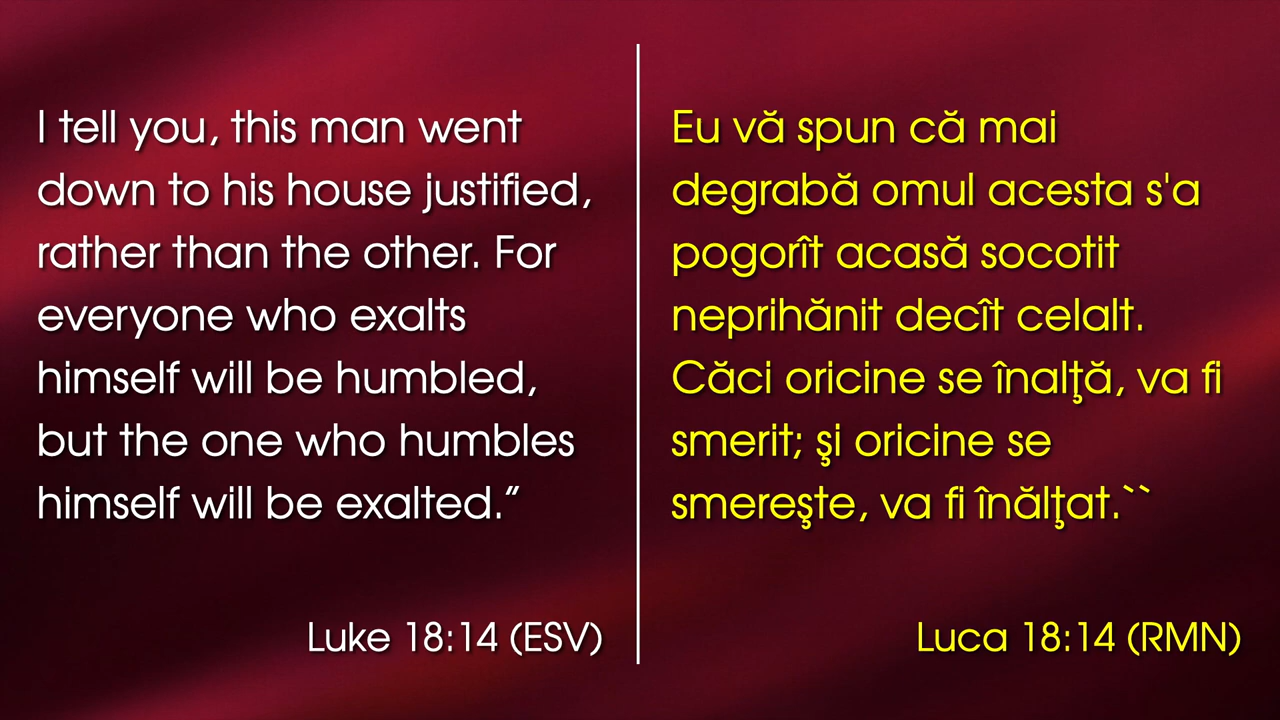 I tell you, this man went
down to his house justified,
rather than the other. For
everyone who exalts
himself will be humbled,
but the one who humbles
himself will be exalted.”
Luke 18:14 (ESV)
Eu vă spun că mai
degrabă omul acesta s'a
pogorît acasă socotit
neprihănit decît celalt.
Căci oricine se înalţă, va fi
smerit; şi oricine se
smereşte, va fi înălţat.``
Luca 18:14 (RMN)